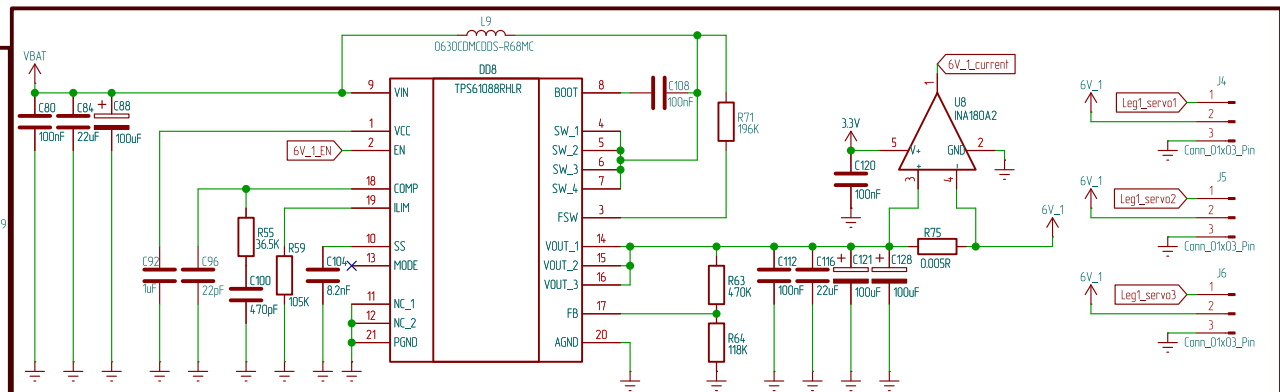 L9
0630CDMCDDS-R68MC
VBAT
C80
100nF
C84
22uF
+
C88
100uF
DD8
TPS61088RHLR
9
VIN
1
VCC
2
EN
6V_1_EN
18
COMP
19
ILIM
10
SS
13
MODE
11
NC_1
12
NC_2
21
PGND
8
BOOT
4
SW_1
5
SW_2
6
SW_3
7
SW_4
3
FSW
14
VOUT_1
15
VOUT_2
16
VOUT_3
17
FB
20
AGND
C92
1uF
C96
22pF
R55
36.5K
C100
470pF
R59
105K
C104
8.2nF
C108
100nF
R71
196K
R63
470K
R64
118K
C112
100nF
C116
22uF
+
C121
100uF
+
C128
100uF
R75
0.005R
3.3V
C120
100nF
6V_1_current
1
U8
INA180A2
5
V+
GND
2
+
-
3
4
6V_1
J4
6V_1
Leg1_servo1
1
2
3
Conn_01x03_Pin
J5
6V_1
Leg1_servo2
1
2
3
Conn_01x03_Pin
J6
6V_1
Leg1_servo3
1
2
3
Conn_01x03_Pin
9